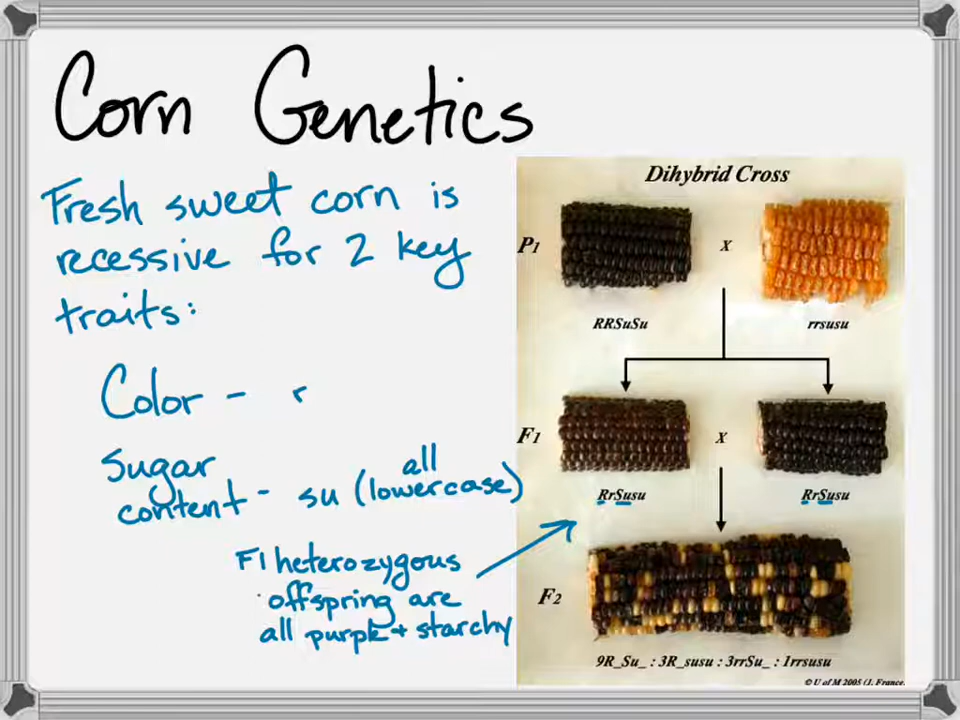 Corn Genetics
Fresh sweet corn is
recessive for 2 key
traits:
Color - r
Sugar
content - su (all lowercase)
F1 heterozygous
offspring are
all purple + starchy
Dihybrid Cross
P1 x
RRSuSu rrsusu
F1 x
RrSusu RrSusu
F2
9R_Su_ : 3R_susu : 3rrSu_ : 1rrsusu
© U of M 2005 (J. France.